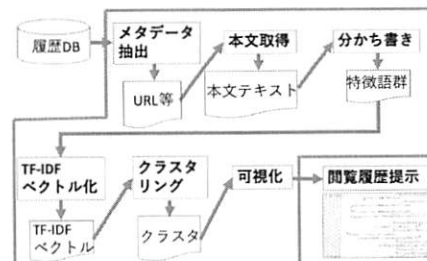 履歴DB
メタデータ
抽出
URL等
本文取得
本文テキスト
分かち書き
特徴語群
TF-IDF
ベクトル化
TF-IDF
ベクトル
クラスタ
リング
クラスタ
可視化
閲覧履歴提示